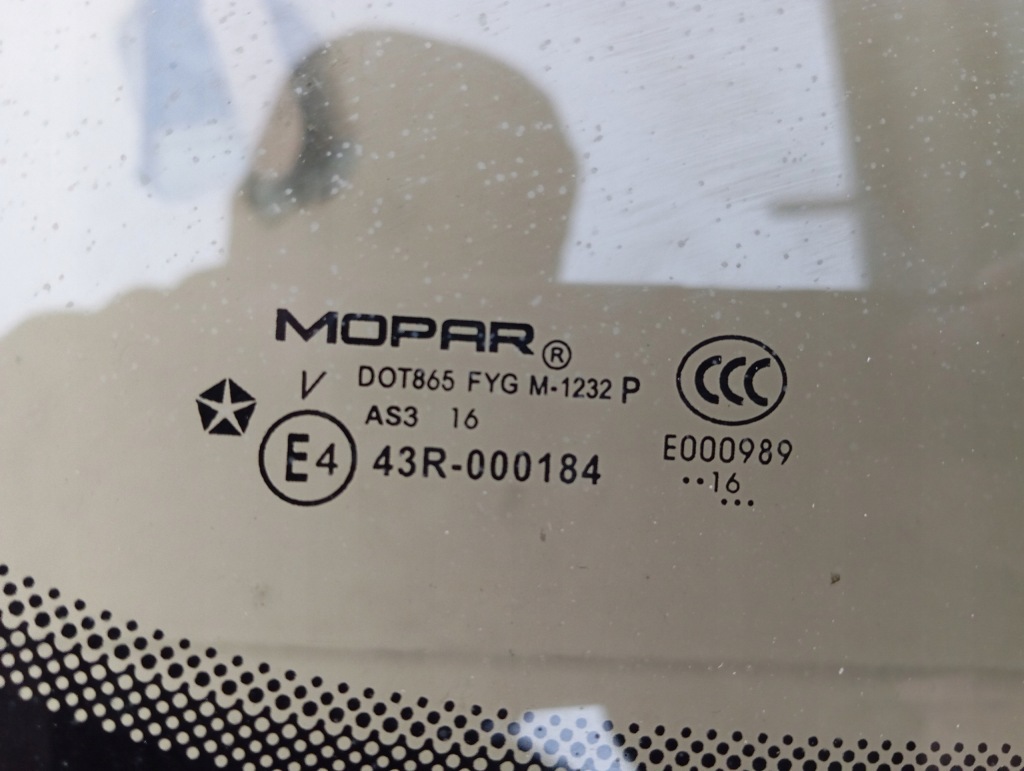 MOPAR®
V DOT865 FYG M-1232 P
AS3 16
E4 43R-000184
CCC
E000989
··16
...